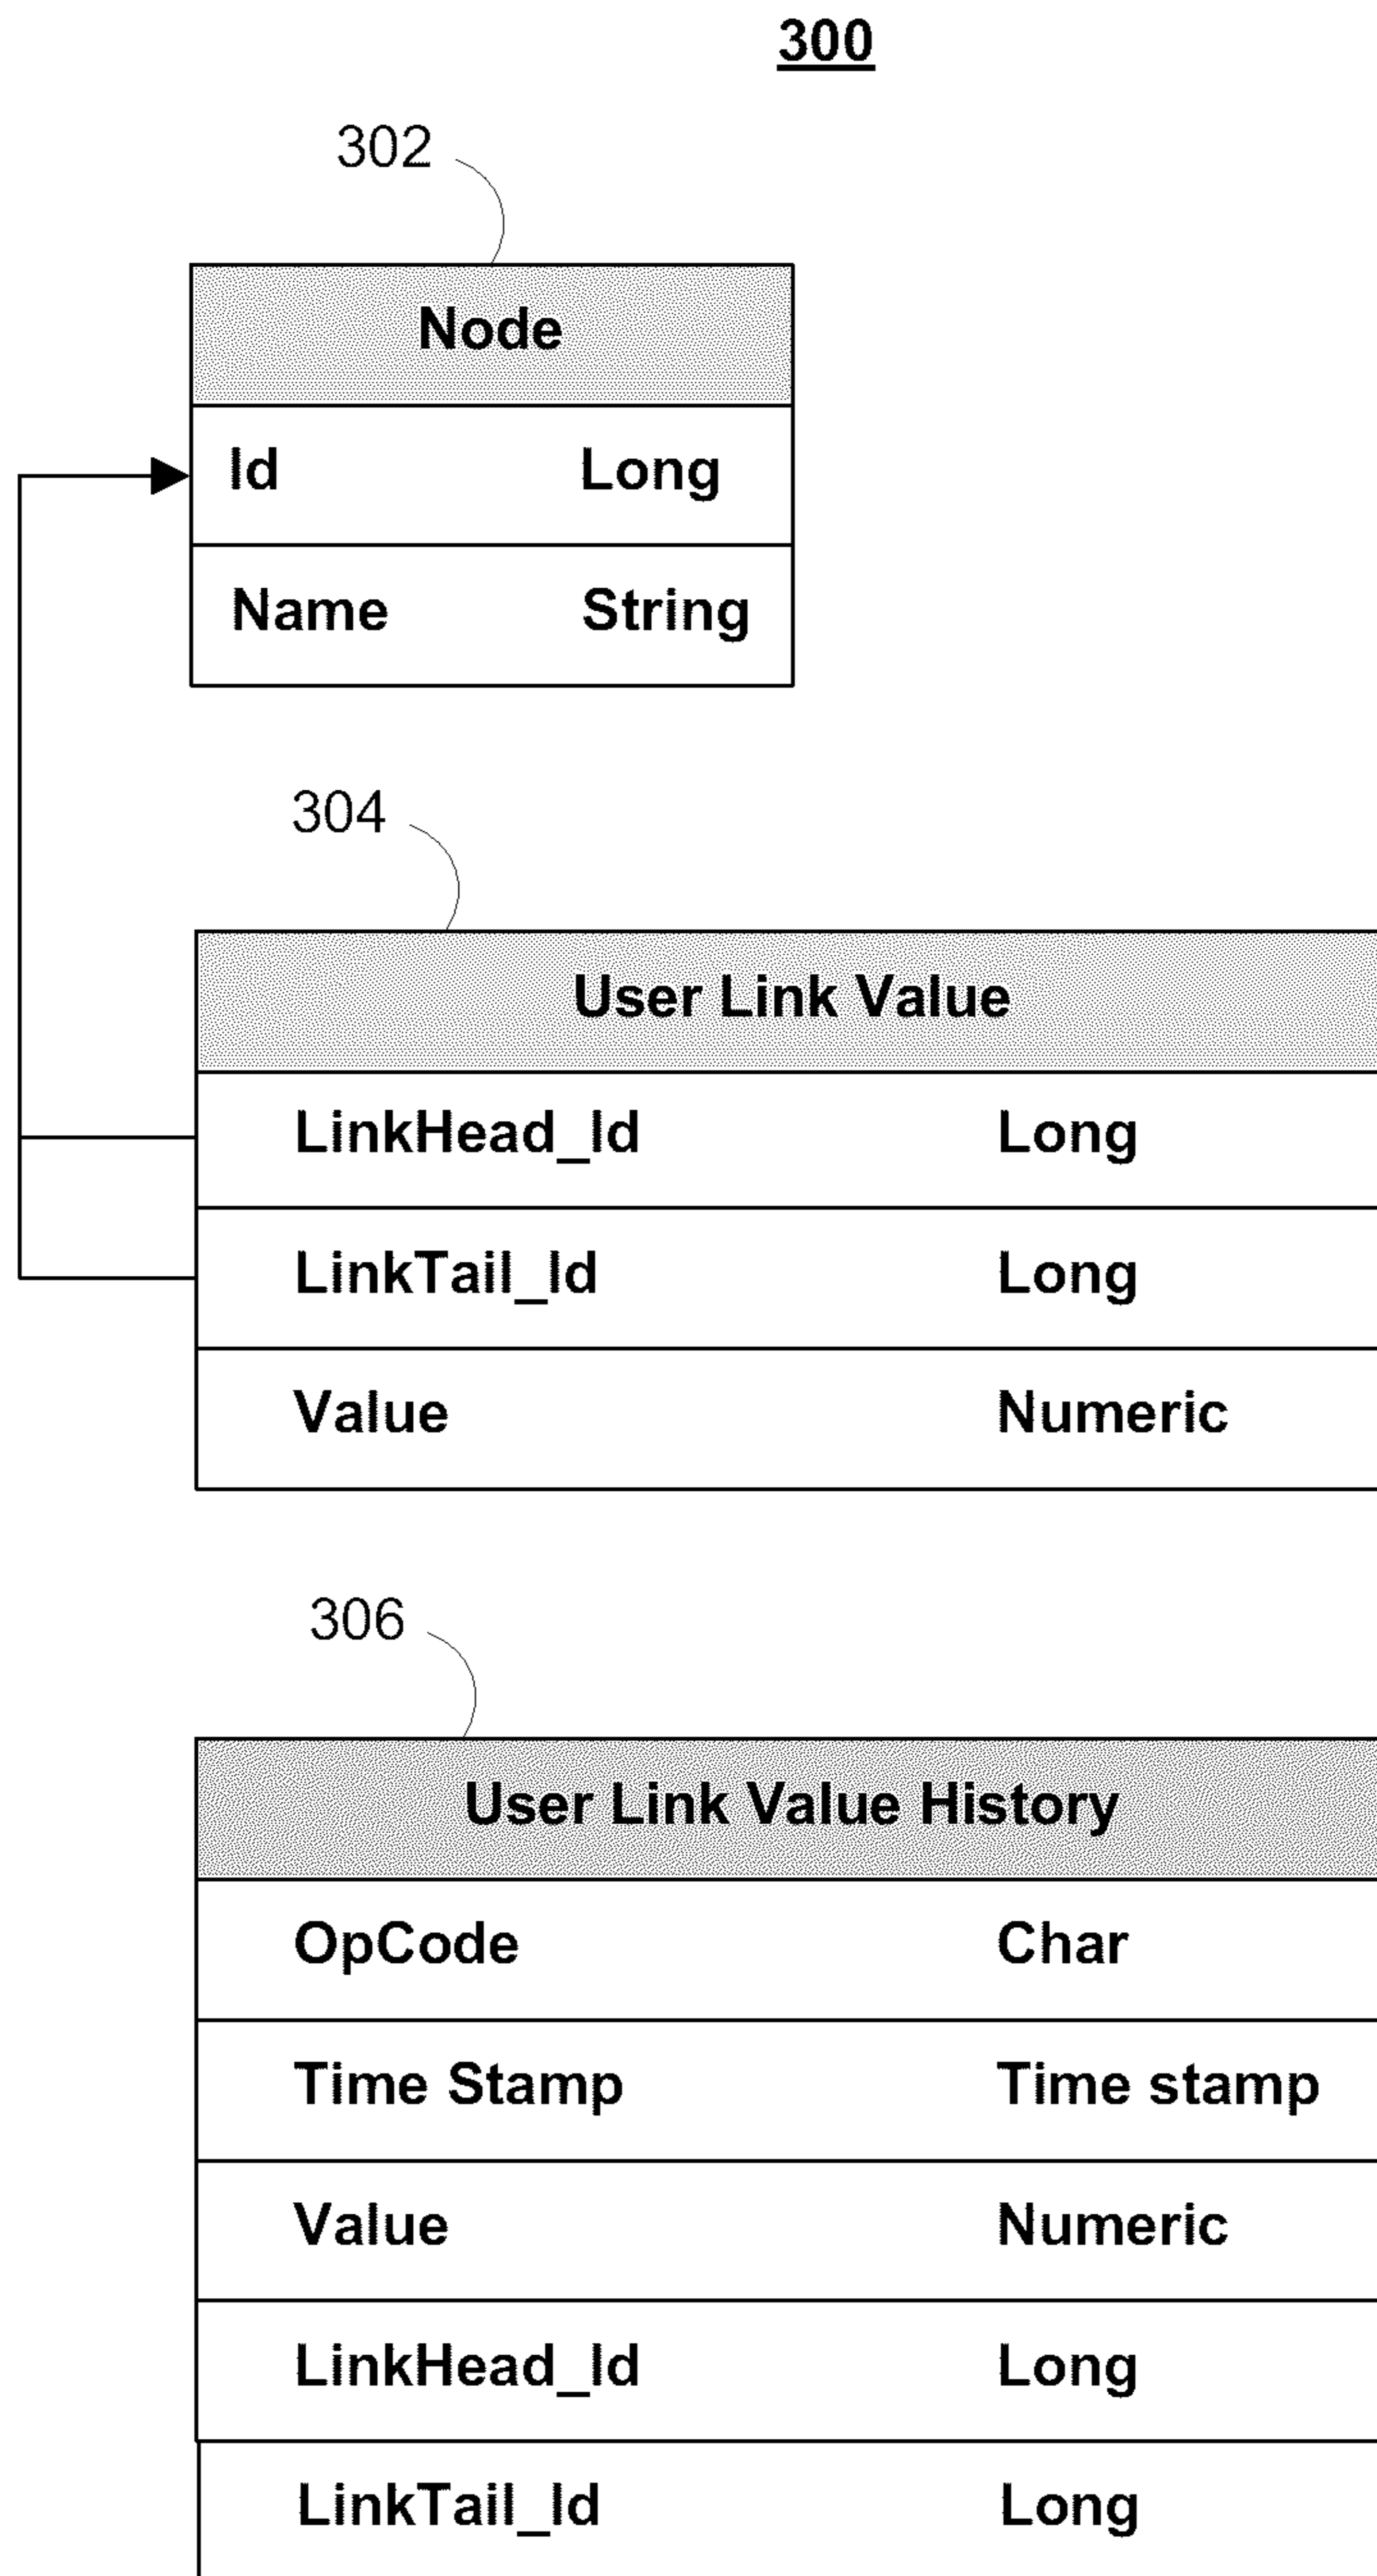 300
302
Node
Id Long
Name String
304
User Link Value
LinkHead_Id Long
LinkTail_Id Long
Value Numeric
306
User Link Value History
OpCode Char
Time Stamp Time stamp
Value Numeric
LinkHead_Id Long
LinkTail_Id Long